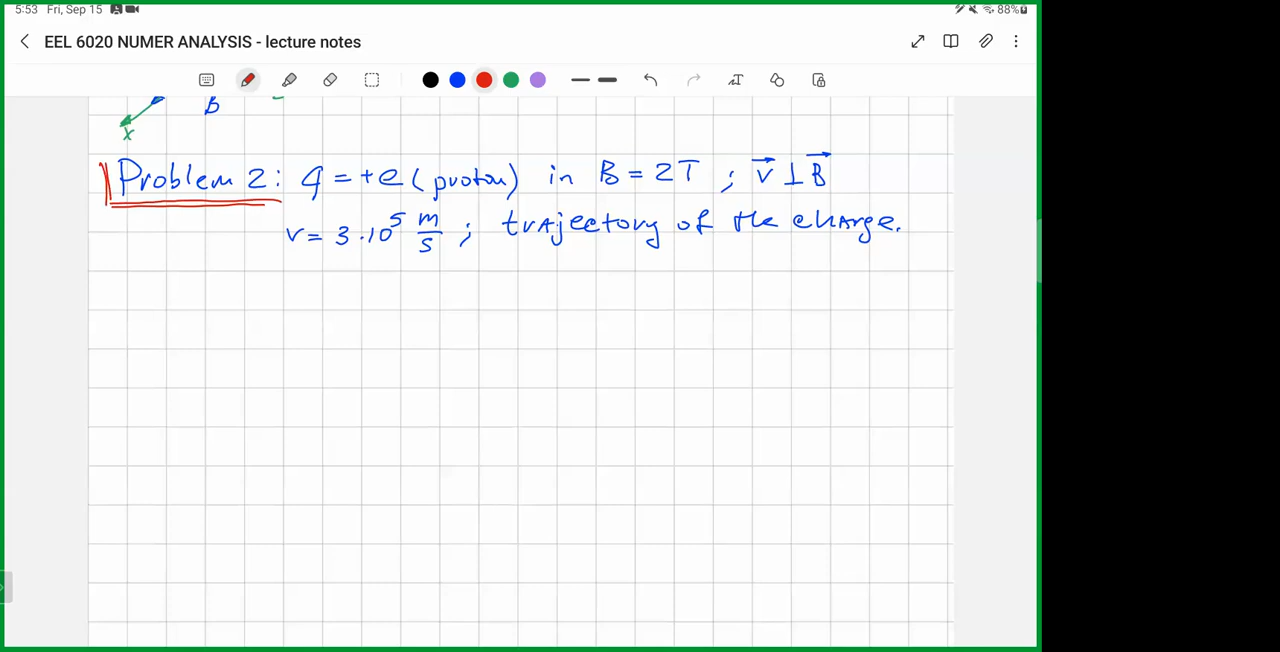 5:53 Fri, Sep 15
88%
EEL 6020 NUMER ANALYSIS - lecture notes
B
x
Problem 2: q = +e (proton) in B = 2T ; v⃗ ⊥ B⃗
v = 3·10⁵ m/s ; trajectory of the charge.